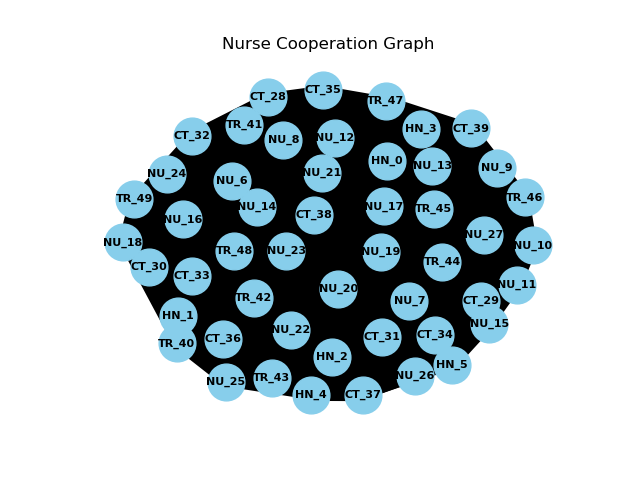 Nurse Cooperation Graph
CT_35
CT_28
TR_47
TR_41
CT_39
HN_3
CT_32
NU_12
NU_8
HN_0
NU_13
NU_9
NU_21
NU_24
NU_6
TR_46
TR_49
NU_17
NU_14
TR_45
CT_38
NU_16
NU_27
NU_18
NU_10
TR_48
NU_23
NU_19
TR_44
CT_30
CT_33
NU_11
NU_20
TR_42
NU_7
CT_29
HN_1
NU_15
NU_22
CT_34
CT_31
CT_36
TR_40
HN_2
HN_5
NU_26
TR_43
NU_25
HN_4
CT_37